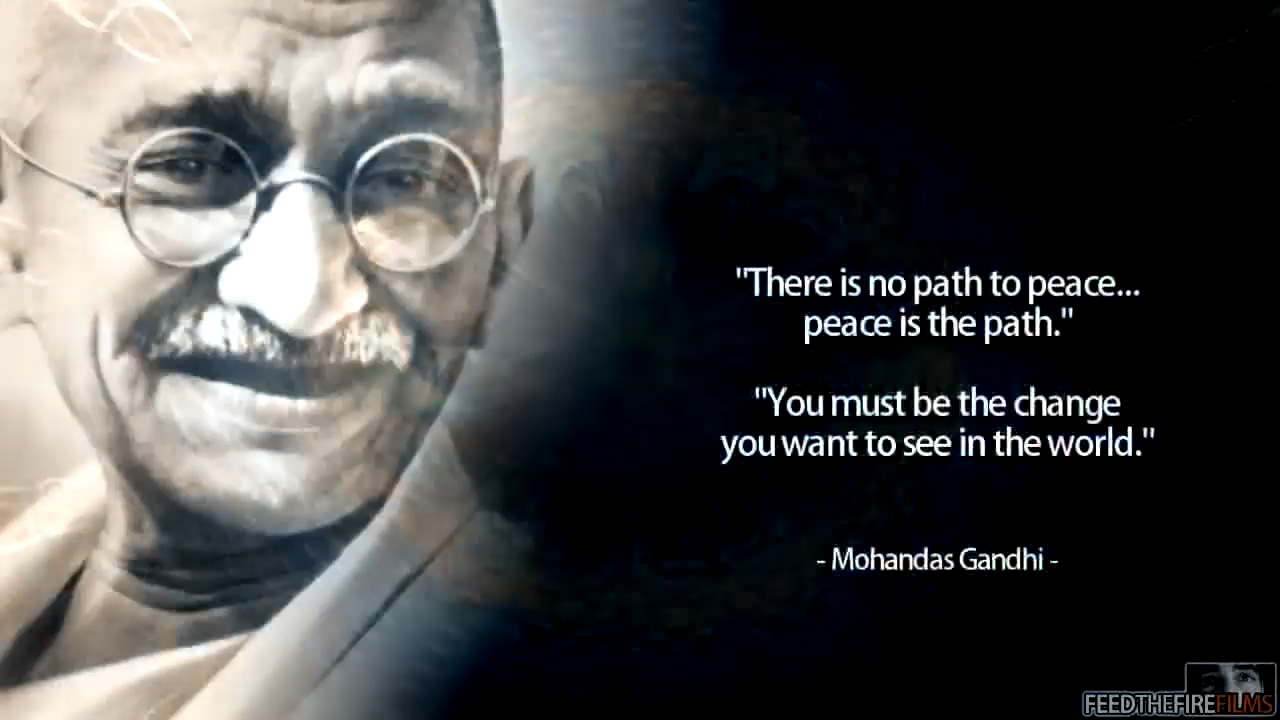 "There is no path to peace...
peace is the path."
"You must be the change
you want to see in the world."
- Mohandas Gandhi -
FEEDTHEFIREFILMS